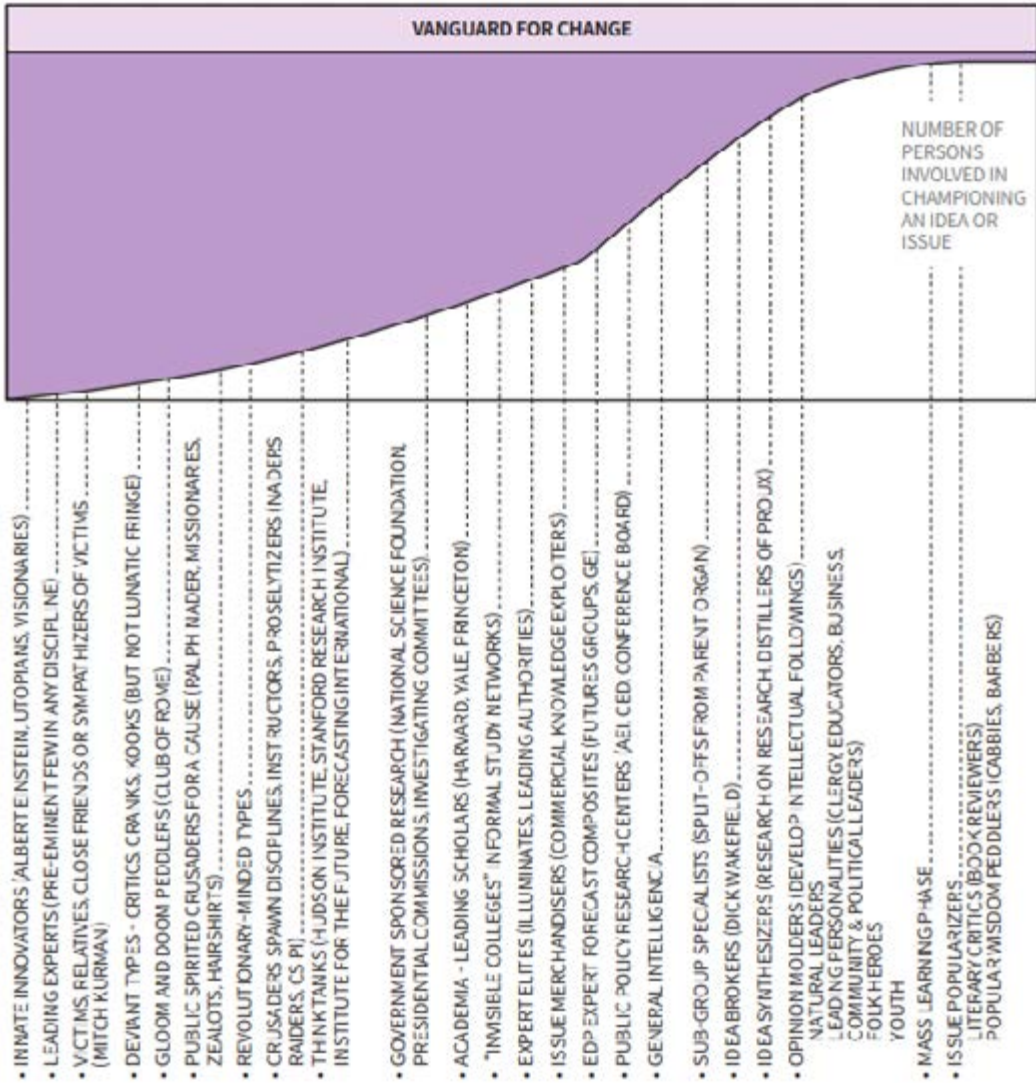 VANGUARD FOR CHANGE
NUMBER OF
PERSONS
INVOLVED IN
CHAMPIONING
AN IDEA OR
ISSUE
• INNATE INNOVATORS (ALBERT EINSTEIN, UTOPIANS, VISIONARIES)
• LEADING EXPERTS (PRE-EMINENT FEW IN ANY DISCIPLINE)
• VICTIMS, RELATIVES, CLOSE FRIENDS OR SYMPATHIZERS OF VICTIMS
(MITCH KURMAN)
• DEVIANT TYPES - CRITICS, CRANKS, KOOKS (BUT NOT LUNATIC FRINGE)
• GLOOM AND DOOM PEDDLERS (CLUB OF ROME)
• PUBLIC SPIRITED CRUSADERS FOR A CAUSE (RALPH NADER, MISSIONARIES,
ZEALOTS, HAIRSHIRTS)
• REVOLUTIONARY-MINDED TYPES
• CRUSADERS SPAWN DISCIPLINES, INSTRUCTORS, PROSELYTIZERS (NADERS
RAIDERS, CS PI)
• THINK TANKS (HUDSON INSTITUTE, STANFORD RESEARCH INSTITUTE,
INSTITUTE FOR THE FUTURE, FORECASTING INTERNATIONAL)
• GOVERNMENT SPONSORED RESEARCH (NATIONAL SCIENCE FOUNDATION,
PRESIDENTIAL COMMISSIONS, INVESTIGATING COMMITTEES)
• ACADEMIA - LEADING SCHOLARS (HARVARD, YALE, PRINCETON)
• "INVISIBLE COLLEGES" INFORMAL STUDY NETWORKS)
• EXPERT ELITES (ILLUMINATES, LEADING AUTHORITIES)
• ISSUE MERCHANDISERS (COMMERCIAL KNOWLEDGE EXPLOITERS)
• EDP EXPERT FORECAST COMPOSITES (FUTURES GROUPS, GE)
• PUBLIC POLICY RESEARCH CENTERS (AEI, CED, CONFERENCE BOARD)
• GENERAL INTELLIGENCIA
• SUB-GROUP SPECIALISTS (SPLIT-OFFS FROM PARENT ORGAN)
• IDEA BROKERS (DICK WAKEFIELD)
• IDEA SYNTHESIZERS (RESEARCH ON RESEARCH, DISTILLERS OF PROUX)
• OPINION MOLDERS (DEVELOP INTELLECTUAL FOLLOWINGS)
NATURAL LEADERS
LEADING PERSONALITIES (CLERGY, EDUCATORS, BUSINESS,
COMMUNITY & POLITICAL LEADERS)
FOLK HEROES
YOUTH
• MASS LEARNING PHASE
• ISSUE POPULARIZERS
LITERARY CRITICS (BOOK REVIEWERS)
POPULAR WISDOM PEDDLERS (CABBIES, BARBERS)